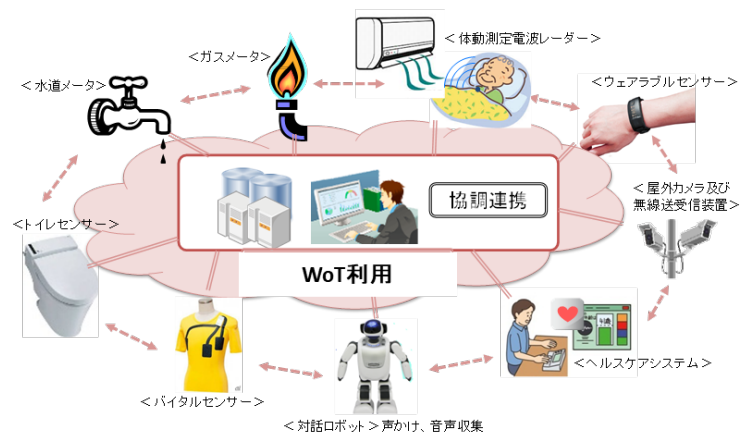 <体動測定電波レーダー>
<ガスメータ>
<水道メータ>
<ウェアラブルセンサー>
<屋外カメラ及び
無線送受信装置>
協調連携
<トイレセンサー>
WoT利用
<ヘルスケアシステム>
<バイタルセンサー>
<対話ロボット>声かけ、音声収集